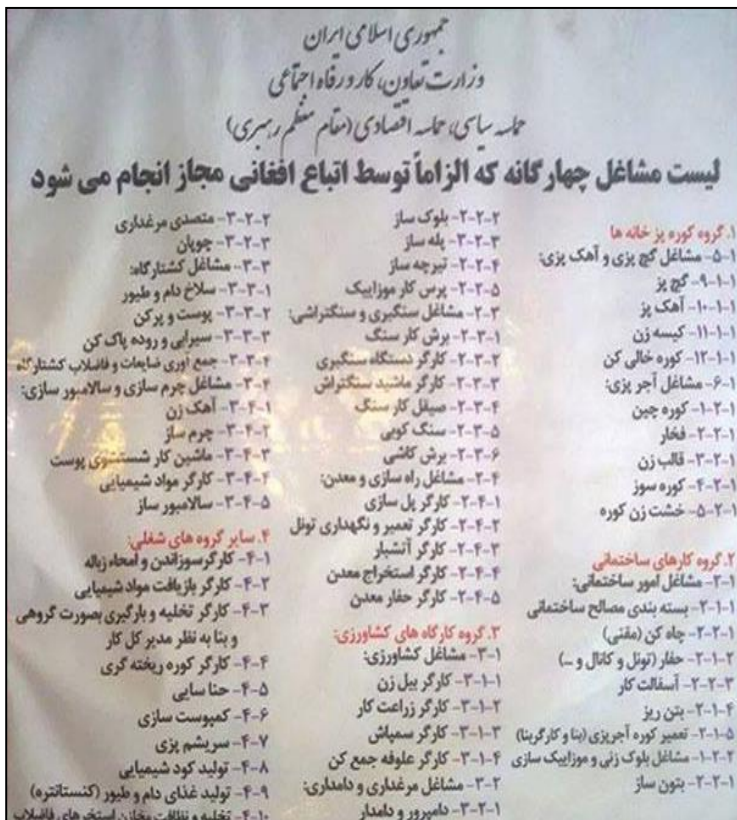 جمهوری اسلامی ایران
وزارت تعاون، کار و رفاه اجتماعی
حماسه سیاسی، حماسه اقتصادی (مقام معظم رهبری)
لیست مشاغل چهارگانه که الزاماً توسط اتباع افغانی مجاز انجام می شود
۱. گروه کوره پز خانه ها
۱-۵- مشاغل گچ پزی و آهک پزی:
۱-۱-۹- گچ پز
۱-۱-۱۰- آهک پز
۱-۱-۱۱- کیسه زن
۱-۱-۱۲- کوره خالی کن
۱-۶- مشاغل آجر پزی:
۱-۲-۱- کوره چین
۱-۲-۲- فخار
۱-۲-۳- قالب زن
۱-۲-۴- کوره سوز
۱-۲-۵- خشت زن کوره
۲. گروه کارهای ساختمانی
۲-۱- مشاغل امور ساختمانی:
۲-۱-۱- بسته بندی مصالح ساختمانی
۲-۲-۱- چاه کن (مقنی)
۲-۱-۲- حفار (تونل و کانال و ...)
۲-۲-۳- آسفالت کار
۲-۱-۴- بتن ریز
۲-۱-۵- تعمیر کوره آجرپزی (بنا و کارگربنا)
۱-۲-۲- مشاغل بلوک زنی و موزاییک سازی
۲-۲-۱- بتون ساز
۲-۲-۲- بلوک ساز
۳-۲-۳- پله ساز
۲-۲-۴- تیرچه ساز
۲-۲-۵- پرس کار موزاییک
۲-۳- مشاغل سنگبری و سنگتراشی:
۲-۳-۱- برش کار سنگ
۲-۳-۲- کارگر دستگاه سنگبری
۲-۳-۳- کارگر ماشید سنگتراش
۲-۳-۴- صیقل کار سنگ
۲-۳-۵- سنگ کوبی
۲-۳-۶- برش کاشی
۲-۴- مشاغل راه سازی و معدن:
۲-۴-۱- کارگر پل سازی
۲-۴-۲- کارگر تعمیر و نگهداری تونل
۲-۴-۳- کارگر آتشبار
۲-۴-۴- کارگر استخراج معدن
۲-۴-۵- کارگر حفار معدن
۳. گروه کارگاه های کشاورزی:
۳-۱- مشاغل کشاورزی:
۳-۱-۱- کارگر بیل زن
۳-۱-۲- کارگر زراعت کار
۳-۱-۳- کارگر سمپاش
۳-۱-۴- کارگر علوفه جمع کن
۳-۲- مشاغل مرغداری و دامداری:
۳-۲-۱- دامپرور و دامدار
۳-۲-۲- متصدی مرغداری
۳-۲-۳- چوپان
۳-۳- مشاغل کشتارگاه:
۳-۳-۱- سلاخ دام و طیور
۳-۳-۲- پوست و پرکن
۳-۳-۳- سیرابی و روده پاک کن
۳-۳-۴- جمع آوری ضایعات و فاضلاب کشتارگاه
۳-۴- مشاغل چرم سازی و سالامبور سازی:
۳-۴-۱- آهک زن
۳-۴-۲- چرم ساز
۳-۴-۳- ماشین کار شستشوی پوست
۳-۴-۴- کارگر مواد شیمیایی
۳-۴-۵- سالامبور ساز
۴. سایر گروه های شغلی:
۴-۱- کارگرسوزاندن و امحاء زباله
۴-۲- کارگر بازیافت مواد شیمیایی
۴-۳- کارگر تخلیه و بارگیری بصورت گروهی
و بنا به نظر مدیر کل کار
۴-۴- کارگر کوره ریخته گری
۴-۵- حنا سایی
۴-۶- کمپوست سازی
۴-۷- سریشم پزی
۴-۸- تولید کود شیمیایی
۴-۹- تولید غذای دام و طیور (کنستانتره)
۴-۱۰- تخلیه و نظافت مخازن استخرهای فاضلاب